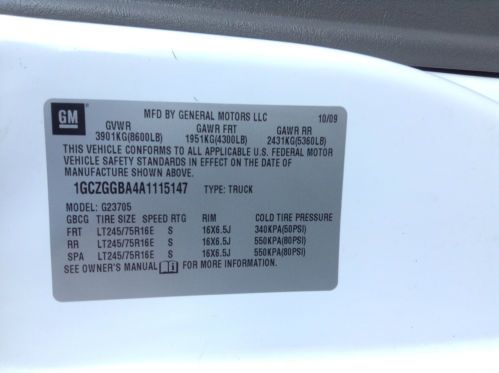 GM
MFD BY GENERAL MOTORS LLC 10/09
GVWR GAWR FRT GAWR RR
3901KG(8600LB) 1951KG(4300LB) 2431KG(5360LB)
THIS VEHICLE CONFORMS TO ALL APPLICABLE U.S. FEDERAL MOTOR
VEHICLE SAFETY STANDARDS IN EFFECT ON THE DATE OF
MANUFACTURE SHOWN ABOVE.
1GCZGGBA4A1115147 TYPE: TRUCK
MODEL: G23705
GBCG TIRE SIZE SPEED RTG RIM COLD TIRE PRESSURE
FRT LT245/75R16E S 16X6.5J 340KPA(50PSI)
RR LT245/75R16E S 16X6.5J 550KPA(80PSI)
SPA LT245/75R16E S 16X6.5J 550KPA(80PSI)
SEE OWNER'S MANUAL FOR MORE INFORMATION.